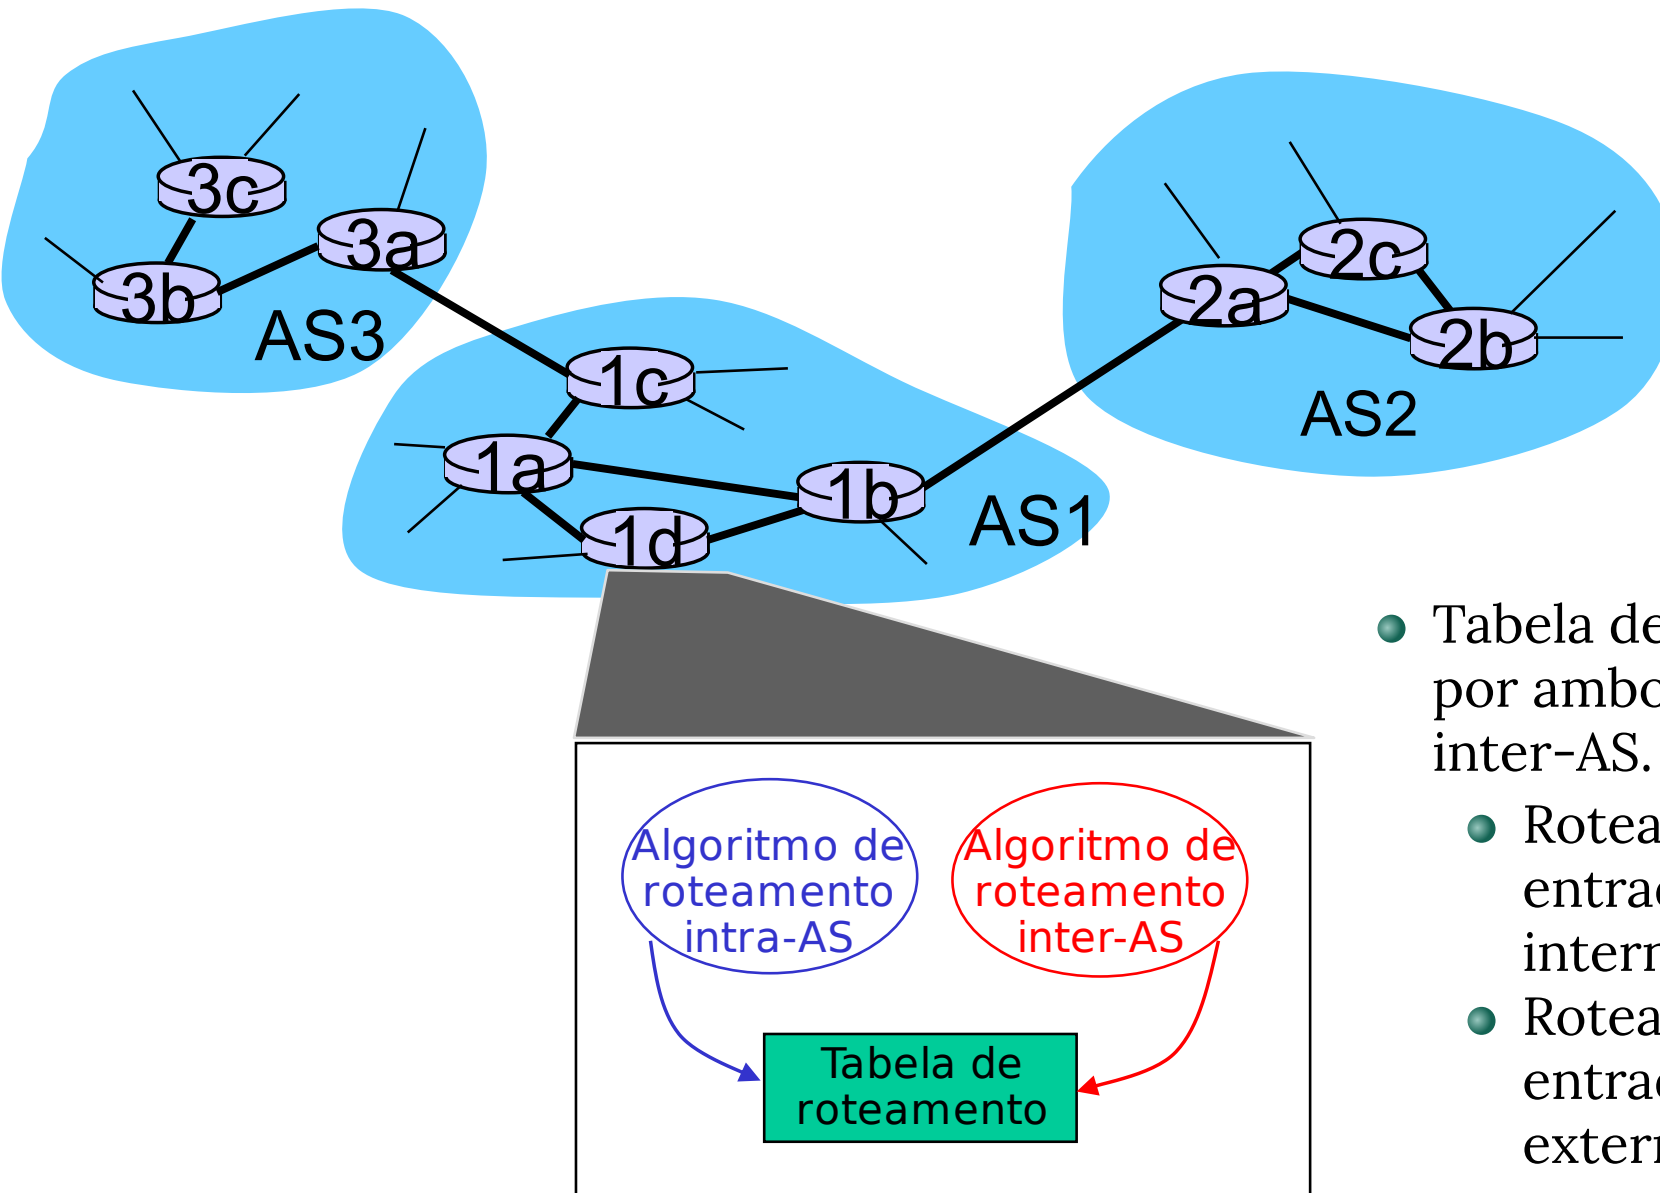 3c
3a
3b
AS3
2c
2a
2b
AS2
1c
1a
1b
1d
AS1
Tabela de
por ambo
inter-AS.
Rotea
entrad
intern
Rotea
entrad
extern
Algoritmo de
roteamento
intra-AS
Algoritmo de
roteamento
inter-AS
Tabela de
roteamento